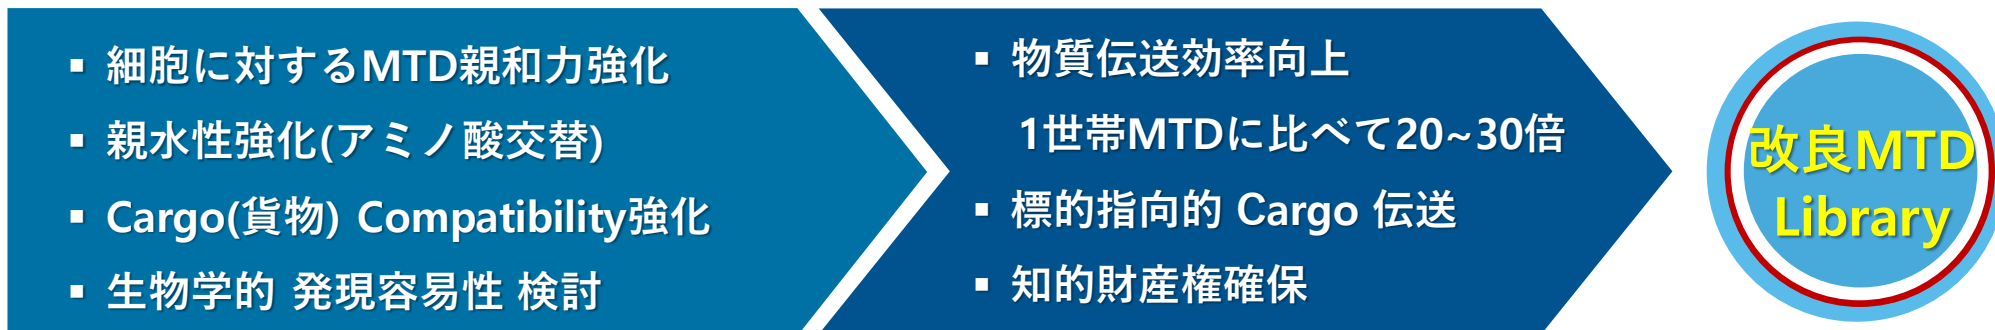 ▪ 細胞に対するMTD親和力強化
▪ 親水性強化(アミノ酸交替)
▪ Cargo(貨物) Compatibility強化
▪ 生物学的 発現容易性 検討
▪ 物質伝送効率向上
1世帯MTDに比べて20~30倍
▪ 標的指向的 Cargo 伝送
▪ 知的財産権確保
改良MTD
Library